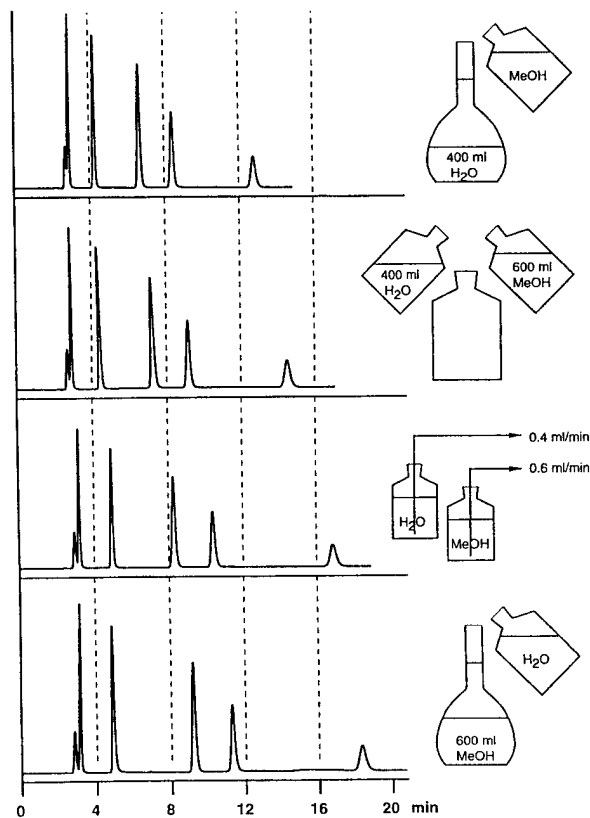 MeOH
400 ml
H2O
400 ml
H2O
600 ml
MeOH
0.4 ml/min
0.6 ml/min
H2O
MeOH
H2O
600 ml
MeOH
0 4 8 12 16 20 min